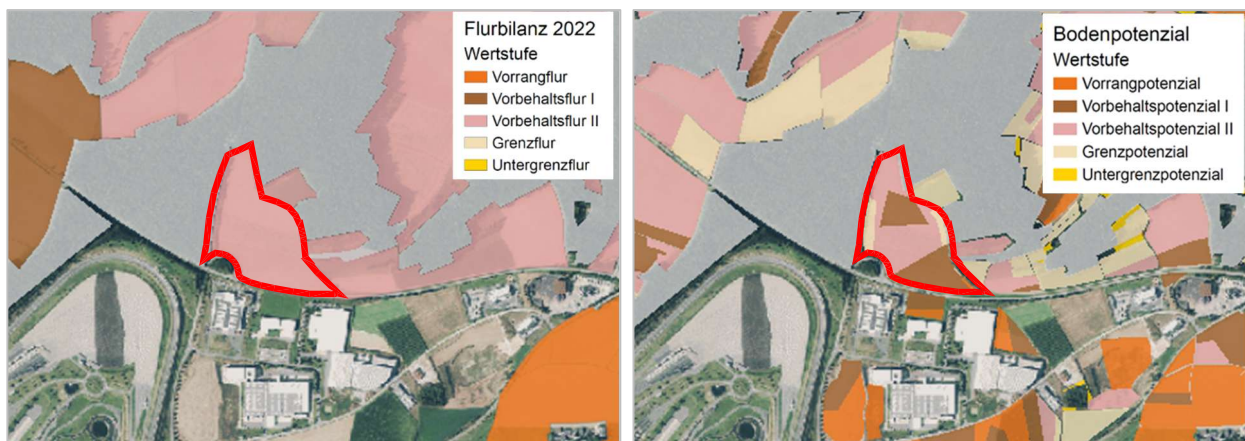 Flurbilanz 2022
Wertstufe
Vorrangflur
Vorbehaltsflur I
Vorbehaltsflur II
Grenzflur
Untergrenzflur
Bodenpotenzial
Wertstufe
Vorrangpotenzial
Vorbehaltspotenzial I
Vorbehaltspotenzial II
Grenzpotenzial
Untergrenzpotenzial